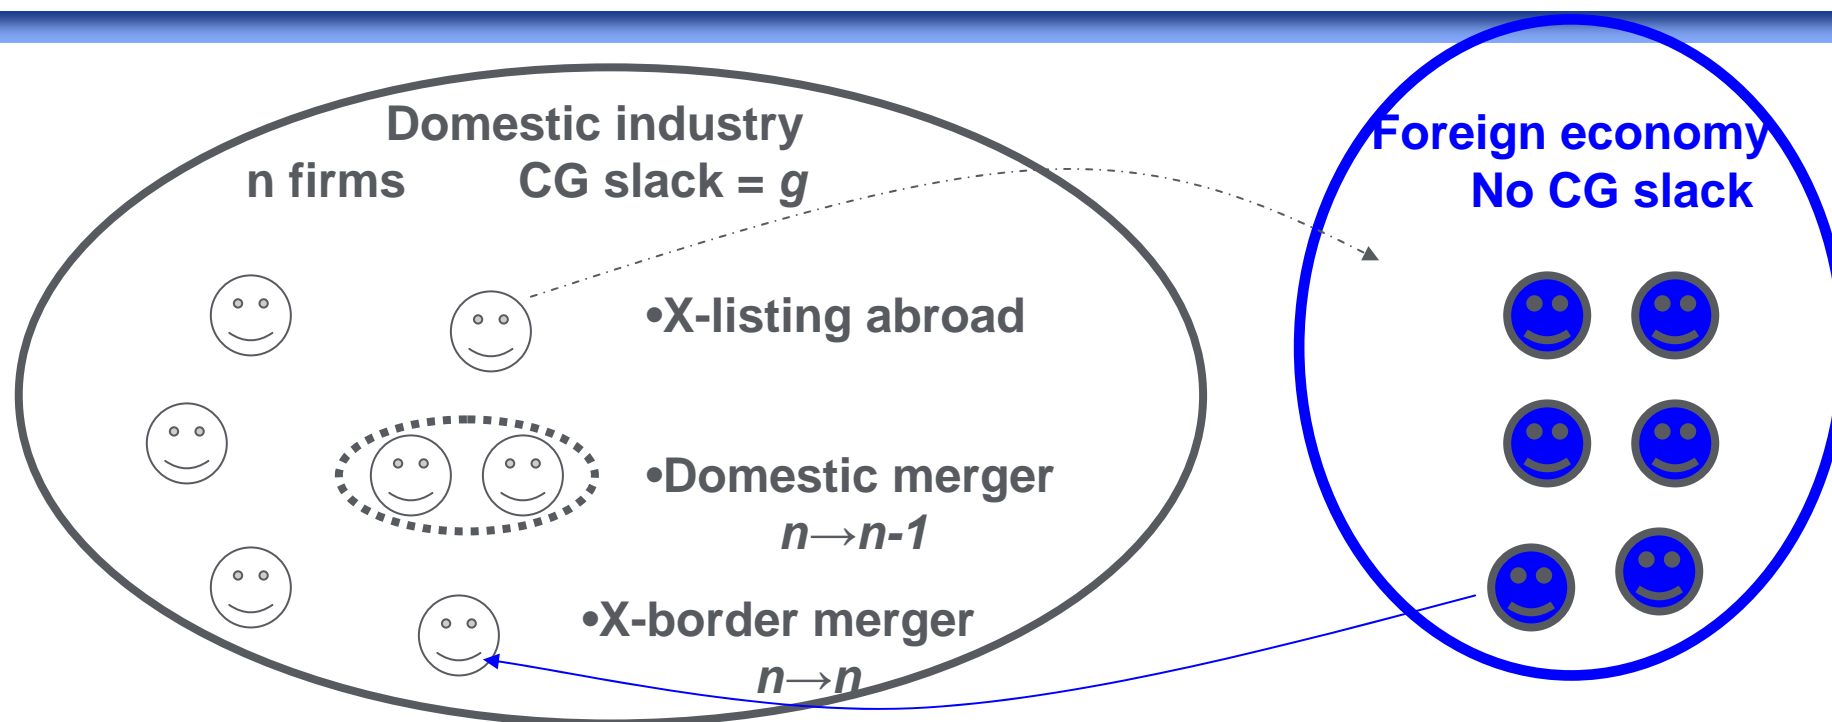 Domestic industry
n firms CG slack = g
•X-listing abroad
•Domestic merger
n→n-1
•X-border merger
n→n
Foreign economy
No CG slack